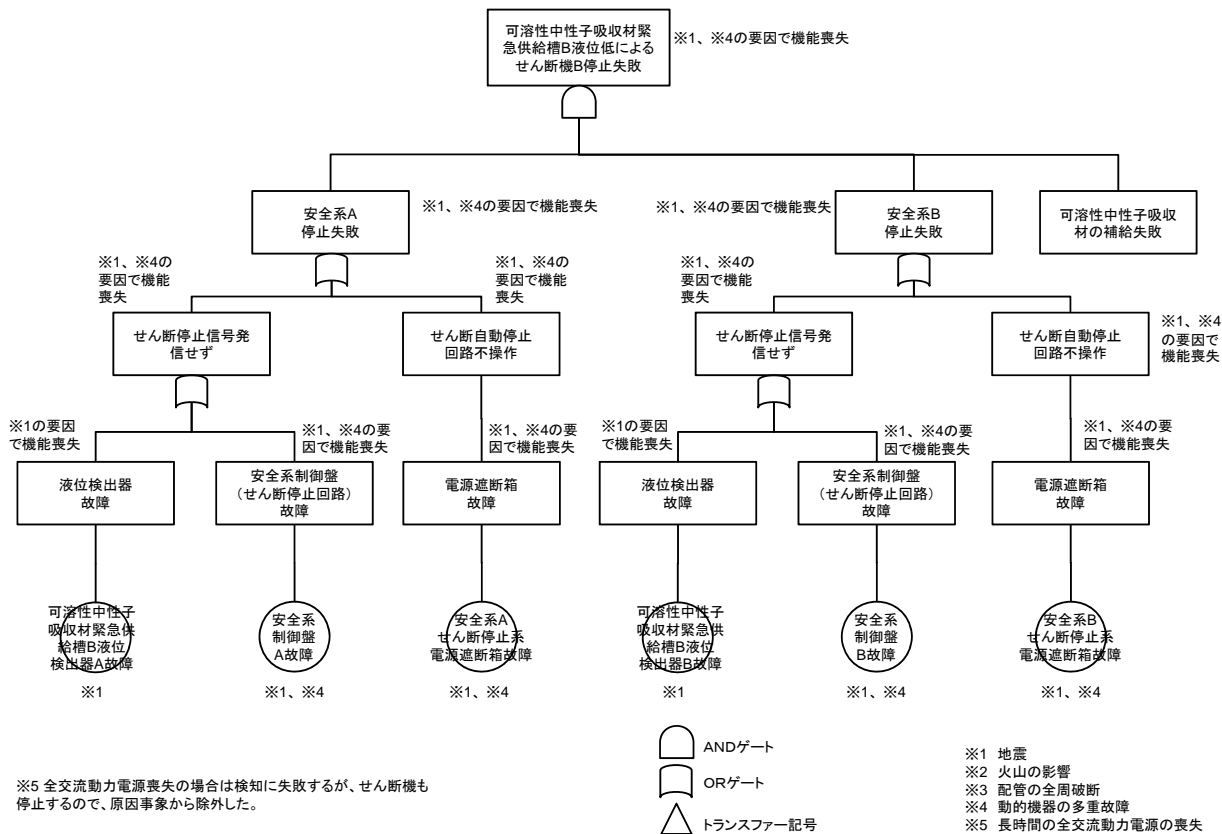 可溶性中性子吸収材緊
急供給槽B液位低による
せん断機B停止失敗
※1、※4の要因で機能喪失
安全系A
停止失敗
※1、※4の要因で機能喪失
※1、※4の要因で機能喪失
安全系B
停止失敗
可溶性中性子吸収
材の補給失敗
※1、※4の
要因で機能
喪失
※1、※4の
要因で機能
喪失
※1、※4の
要因で機能
喪失
※1、※4の
要因で機能
喪失
せん断停止信号発
信せず
せん断自動停止
回路不操作
せん断停止信号発
信せず
せん断自動停止
回路不操作
※1、※4
の要因で
機能喪失
※1の要因
で機能喪失
※1、※4の要
因で機能喪失
※1、※4の要
因で機能喪失
※1の要因
で機能喪失
※1、※4の要
因で機能喪失
※1、※4の要
因で機能喪失
液位検出器
故障
安全系制御盤
（せん断停止回路）
故障
電源遮断箱
故障
液位検出器
故障
安全系制御盤
（せん断停止回路）
故障
電源遮断箱
故障
可溶性中性子
吸収材緊急供
給槽B液位
検出器A故障
安全系
制御盤
A故障
安全系A
せん断停止系
電源遮断箱故障
可溶性中性子
吸収材緊急供
給槽B液位
検出器B故障
安全系
制御盤
B故障
安全系B
せん断停止系
電源遮断箱故障
※1
※1、※4
※1、※4
※1
※1、※4
※1、※4
※5 全交流動力電源喪失の場合は検知に失敗するが、せん断機も
停止するので、原因事象から除外した。
ANDゲート
ORゲート
トランスファー記号
※1 地震
※2 火山の影響
※3 配管の全周破断
※4 動的機器の多重故障
※5 長時間の全交流動力電源の喪失